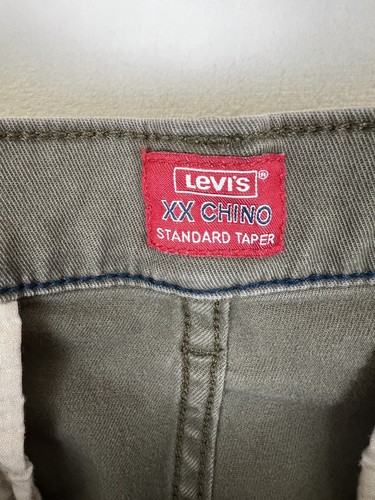 LEVI'S®
XX CHINO
STANDARD TAPER